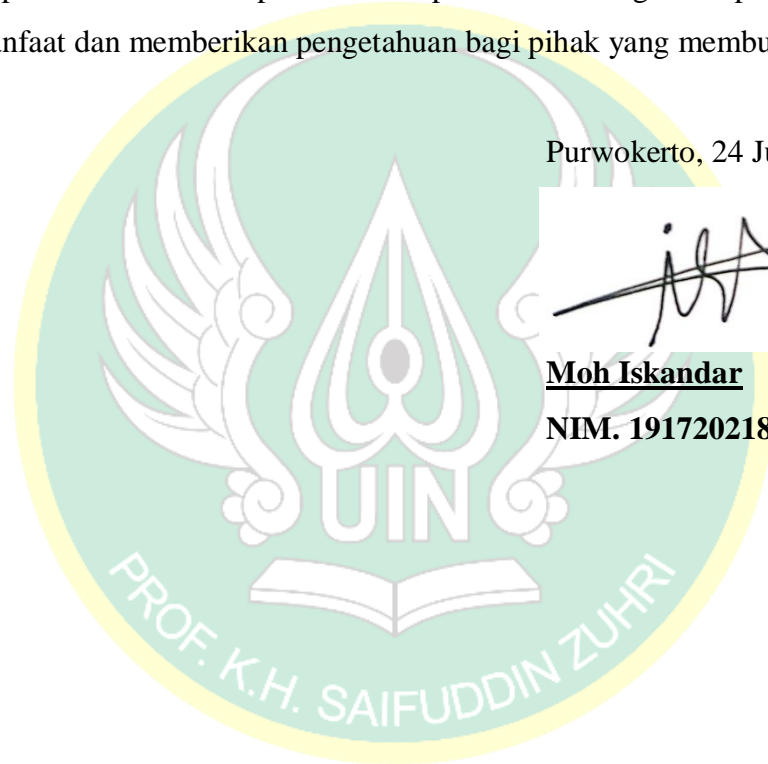 nfaat dan memberikan pengetahuan bagi pihak yang membu
Purwokerto, 24 Ju
Moh Iskandar
NIM. 191720218
UIN
PROF. K.H. SAIFUDDIN ZUHRI